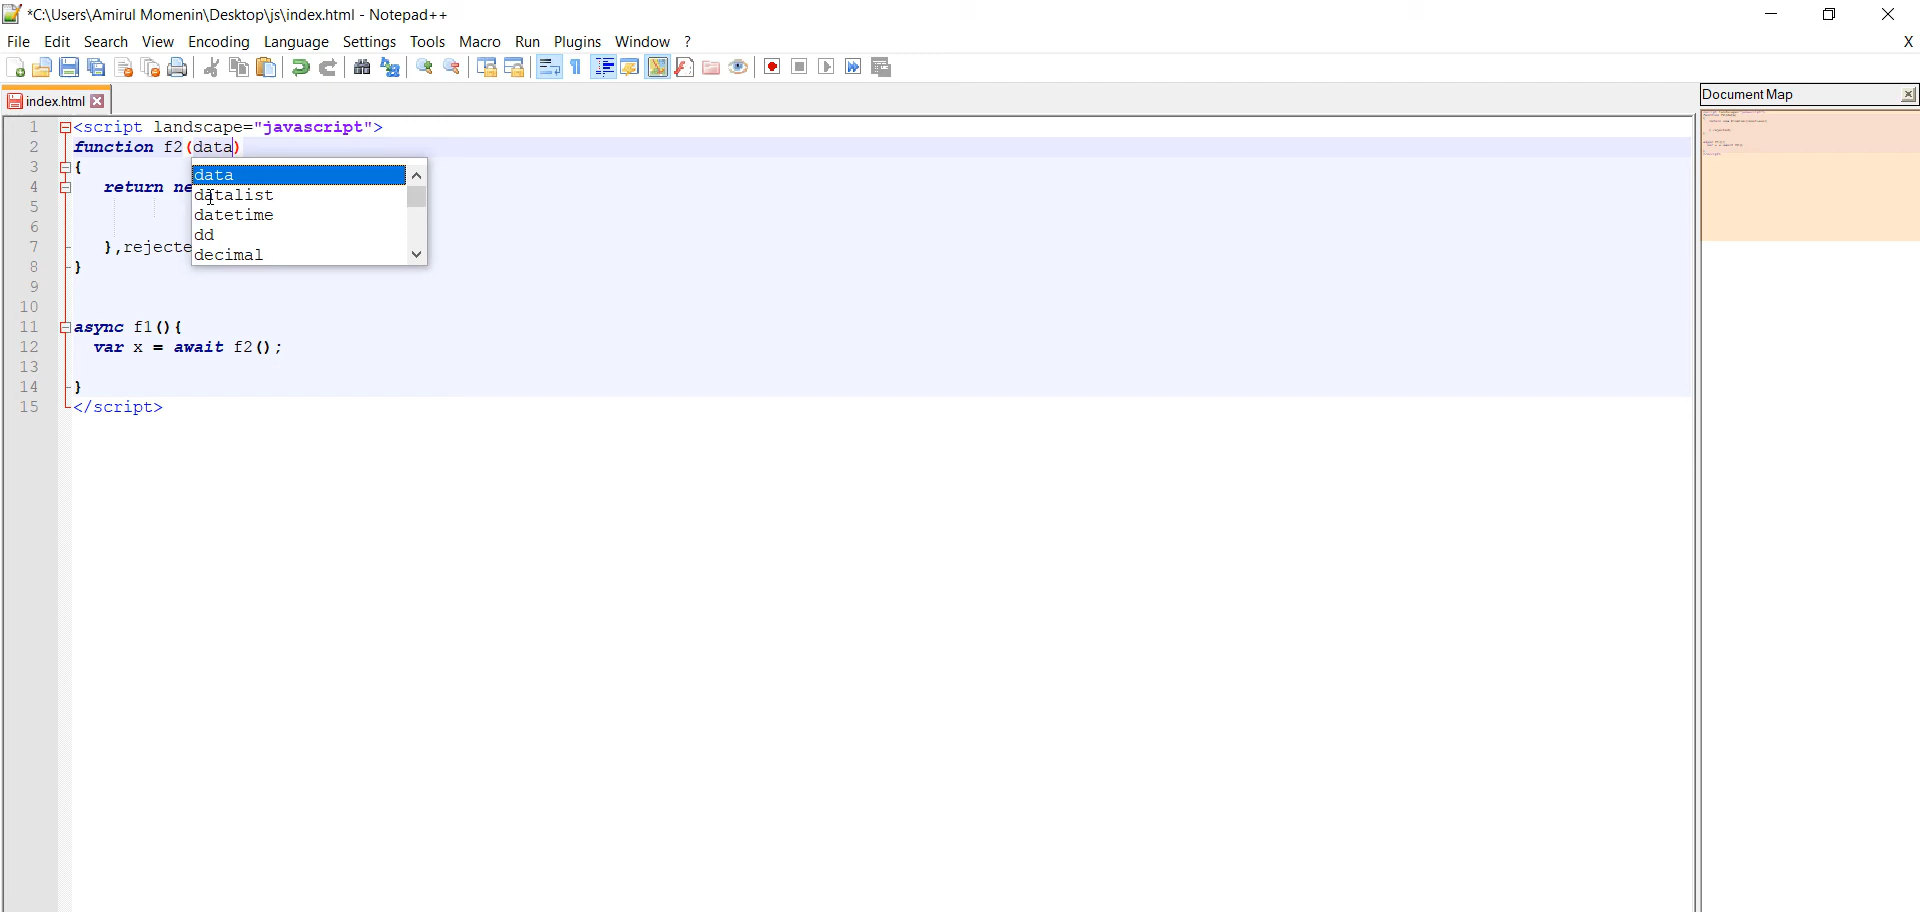 *C:\Users\Amirul Momenin\Desktop\js\index.html - Notepad++
File Edit Search View Encoding Language Settings Tools Macro Run Plugins Window ? X
index.html
Document Map
1 <script landscape="javascript">
2 function f2(data)
3 {
4 return ne
5
6
7 },rejecte
8 }
9
10
11 async f1(){
12 var x = await f2();
13
14 }
15 </script>
data
datalist
datetime
dd
decimal